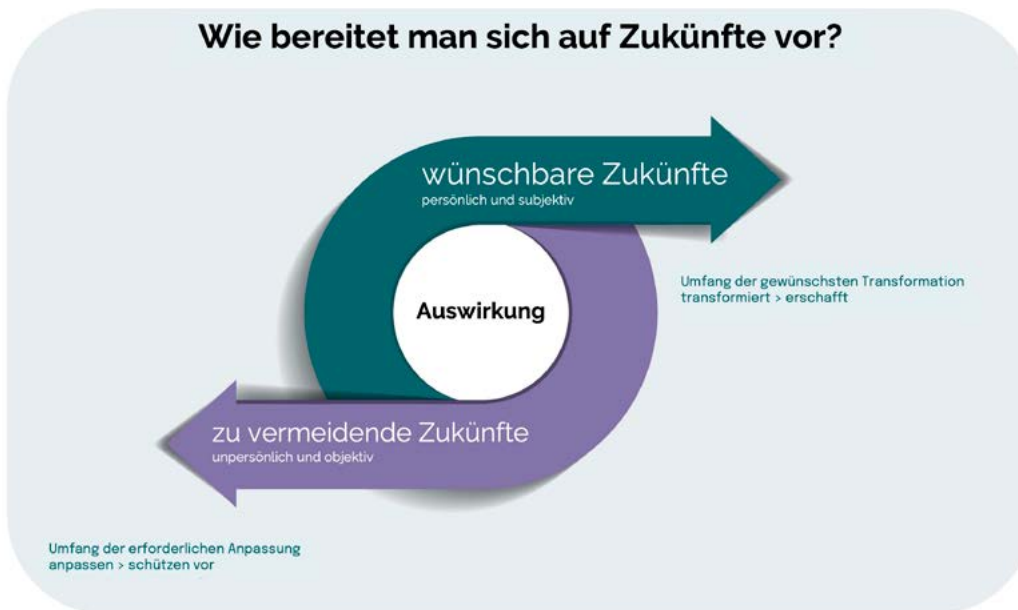 Wie bereitet man sich auf Zukünfte vor?
wünschbare Zukünfte
persönlich und subjektiv
Umfang der gewünschsten Transformation
transformiert > erschafft
Auswirkung
zu vermeidende Zukünfte
unpersönlich und objektiv
Umfang der erforderlichen Anpassung
anpassen > schützen vor